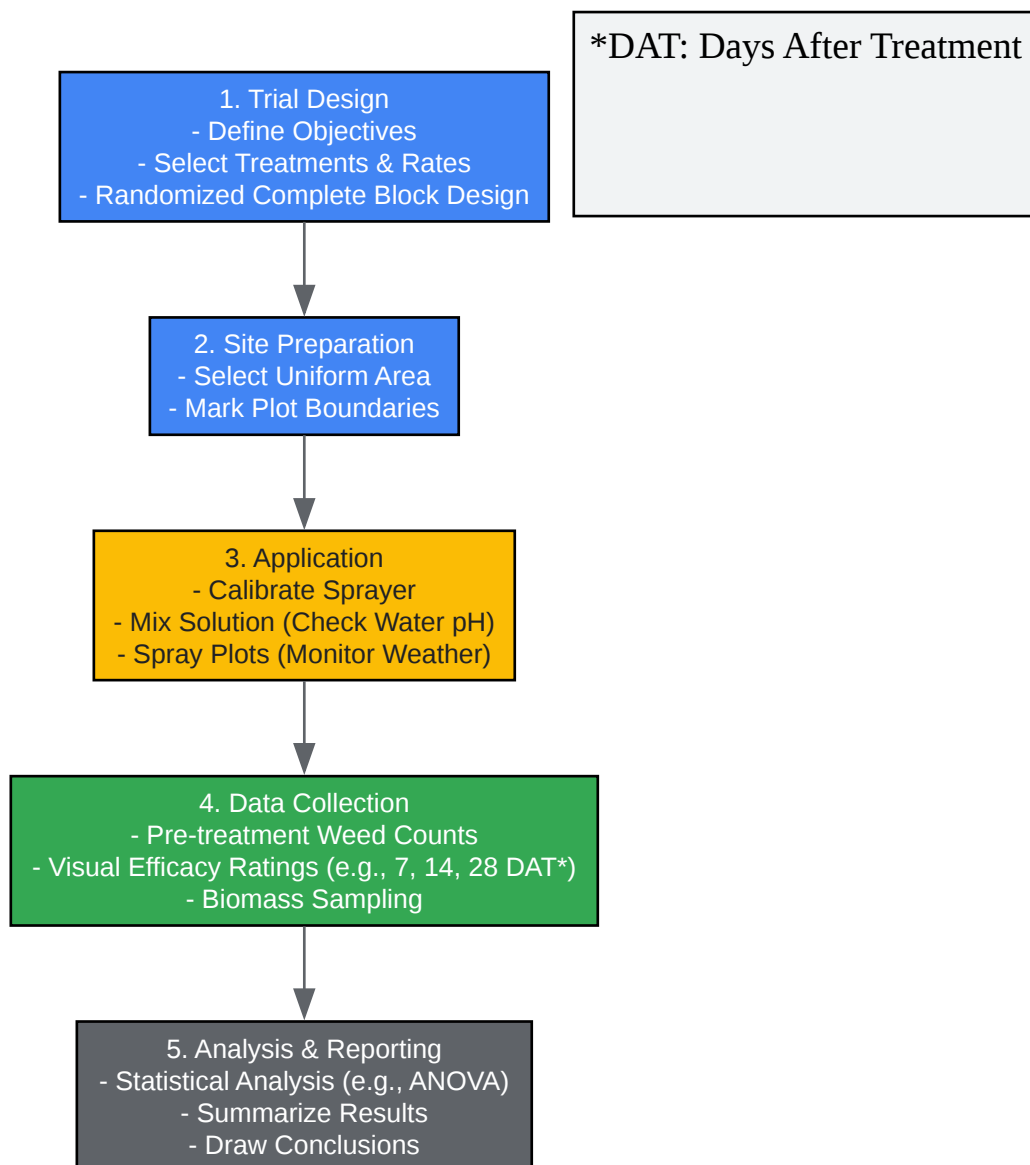 *DAT: Days After Treatment
1. Trial Design
- Define Objectives
- Select Treatments & Rates
- Randomized Complete Block Design
2. Site Preparation
- Select Uniform Area
- Mark Plot Boundaries
3. Application
- Calibrate Sprayer
- Mix Solution (Check Water pH)
- Spray Plots (Monitor Weather)
4. Data Collection
- Pre-treatment Weed Counts
- Visual Efficacy Ratings (e.g., 7, 14, 28 DAT*)
- Biomass Sampling
5. Analysis & Reporting
- Statistical Analysis (e.g., ANOVA)
- Summarize Results
- Draw Conclusions